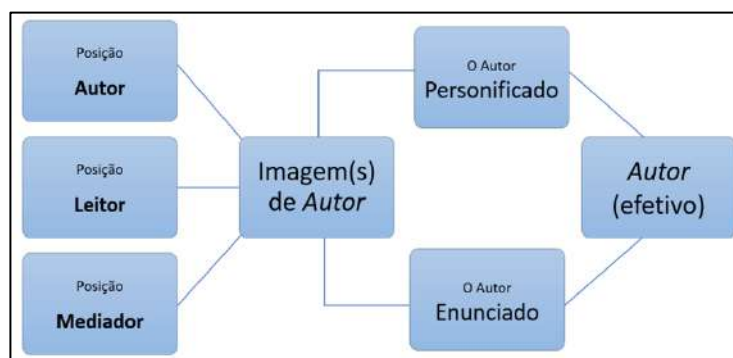 Posição
Autor
Posição
Leitor
Posição
Mediador
Imagem(s)
de Autor
O Autor
Personificado
O Autor
Enunciado
Autor
(efetivo)